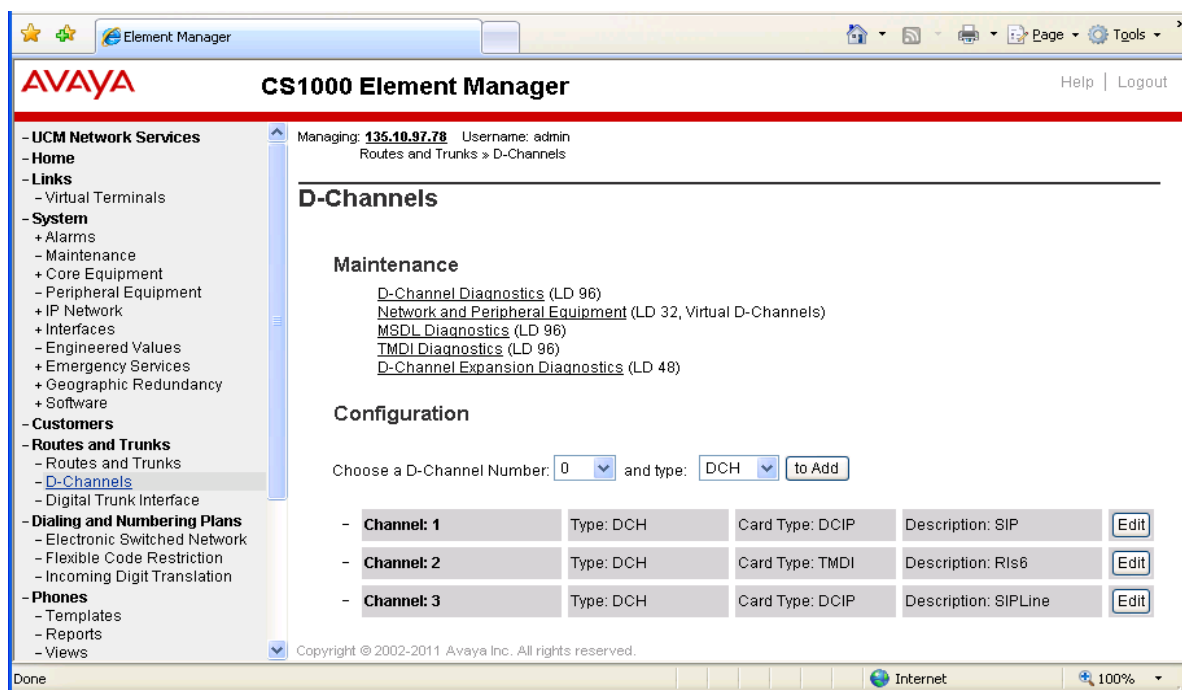 Element Manager
Page
Tools
AVAYA
CS1000 Element Manager
Help | Logout
- UCM Network Services
- Home
- Links
- Virtual Terminals
- System
+ Alarms
- Maintenance
+ Core Equipment
- Peripheral Equipment
+ IP Network
+ Interfaces
- Engineered Values
+ Emergency Services
+ Geographic Redundancy
+ Software
- Customers
- Routes and Trunks
- Routes and Trunks
- D-Channels
- Digital Trunk Interface
- Dialing and Numbering Plans
- Electronic Switched Network
- Flexible Code Restriction
- Incoming Digit Translation
- Phones
- Templates
- Reports
- Views
Managing: 135.10.97.78 Username: admin
Routes and Trunks » D-Channels
D-Channels
Maintenance
D-Channel Diagnostics (LD 96)
Network and Peripheral Equipment (LD 32, Virtual D-Channels)
MSDL Diagnostics (LD 96)
TMDI Diagnostics (LD 96)
D-Channel Expansion Diagnostics (LD 48)
Configuration
Choose a D-Channel Number: 0 and type: DCH to Add
- Channel: 1 Type: DCH Card Type: DCIP Description: SIP Edit
- Channel: 2 Type: DCH Card Type: TMDI Description: Rls6 Edit
- Channel: 3 Type: DCH Card Type: DCIP Description: SIPLine Edit
Copyright © 2002-2011 Avaya Inc. All rights reserved.
Done
Internet
100%